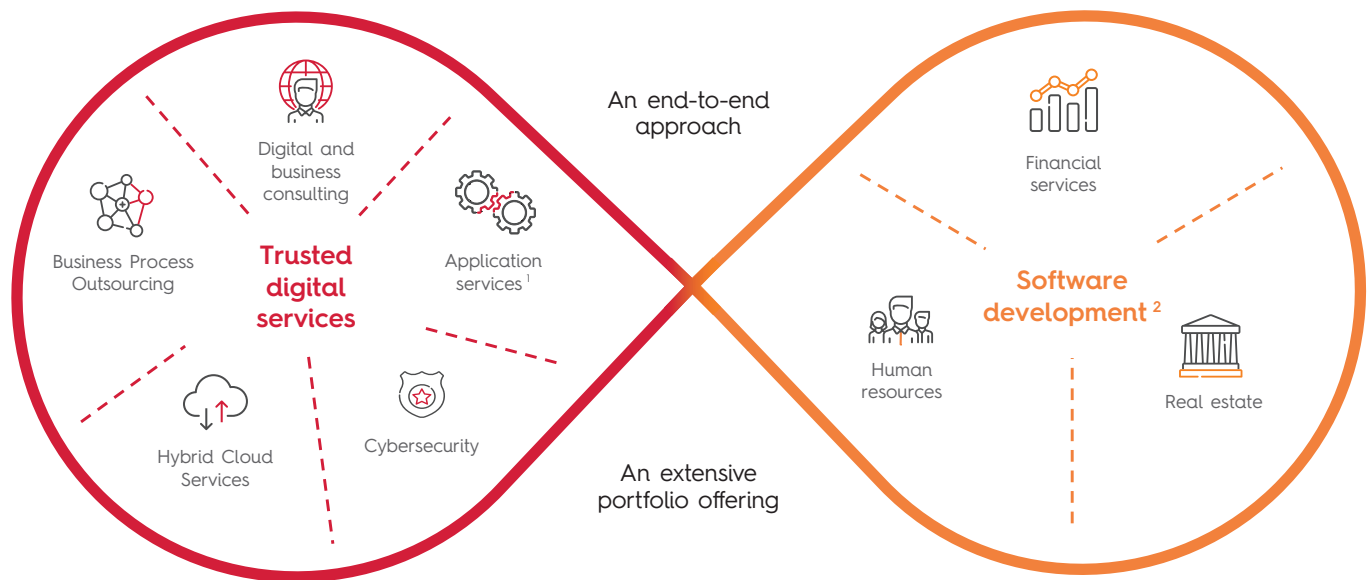 An end-to-end
approach
Digital and
business
consulting
Business Process
Outsourcing
Application
services 1
Trusted
digital
services
Hybrid Cloud
Services
Cybersecurity
An extensive
portfolio offering
Financial
services
Software
development 2
Human
resources
Real estate